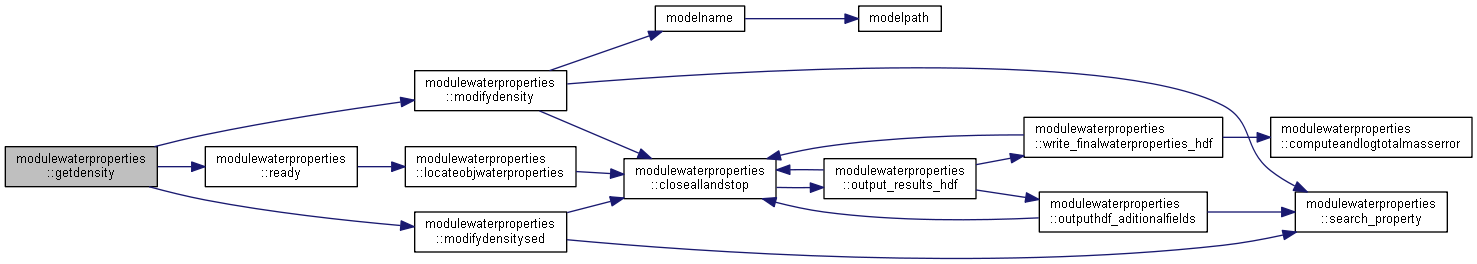 modulewaterproperties
::getdensity
modulewaterproperties
::modifydensity
modulewaterproperties
::ready
modulewaterproperties
::modifydensitysed
modulewaterproperties
::locateobjwaterproperties
modelname
modelpath
modulewaterproperties
::closeallandstop
modulewaterproperties
::output_results_hdf
modulewaterproperties
::write_finalwaterproperties_hdf
modulewaterproperties
::outputhdf_aditionalfields
modulewaterproperties
::computeandlogtotalmasserror
modulewaterproperties
::search_property